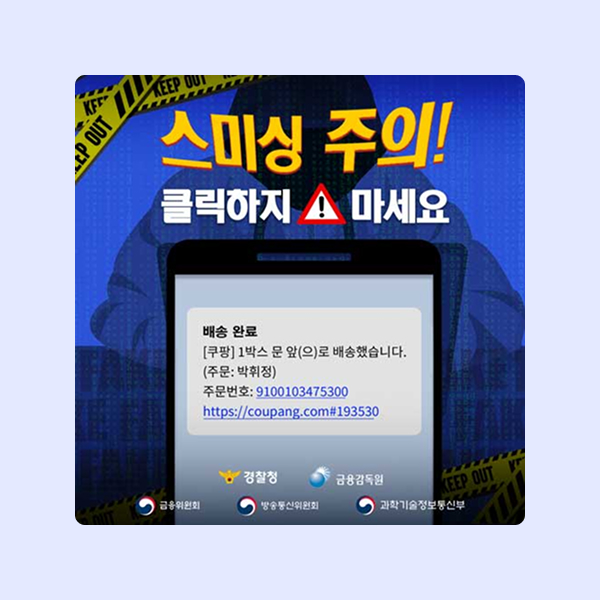 KEEP OUT
KEEP OUT
KEEP OUT
스미싱 주의!
클릭하지 마세요
배송 완료
[쿠팡] 1박스 문 앞(으)로 배송했습니다.
(주문: 박휘정)
주문번호: 9100103475300
https://coupang.com#193530
경찰청 금융감독원
KEEP OUT
금융위원회 방송통신위원회 과학기술정보통신부
KEEP OUT